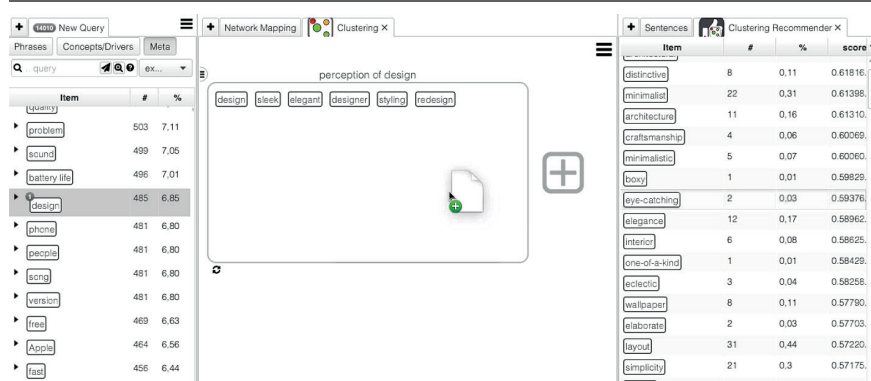 14010 New Query
Phrases Concepts/Drivers Meta
query ex...
Item # %
quality
problem 503 7,11
sound 499 7,05
battery life 496 7,01
1 design 485 6.85
phone 481 6,80
people 481 6,80
song 481 6,80
version 481 6,80
free 469 6,63
Apple 464 6,56
fast 456 6,44
Network Mapping Clustering ×
perception of design
design sleek elegant designer styling redesign
Sentences Clustering Recommender ×
Item # % score
distinctive 8 0,11 0.61816.
minimalist 22 0,31 0.61398.
architecture 11 0,16 0.61310.
craftsmanship 4 0,06 0.60069.
minimalistic 5 0,07 0.60060.
boxy 1 0,01 0.59829.
eye-catching 2 0,03 0.59376.
elegance 12 0,17 0.58962.
interior 6 0,08 0.58625.
one-of-a-kind 1 0,01 0.58429.
eclectic 3 0,04 0.58258.
wallpaper 8 0,11 0.57790.
elaborate 2 0,03 0.57703.
layout 31 0,44 0.57220.
simplicity 21 0,3 0.57175.